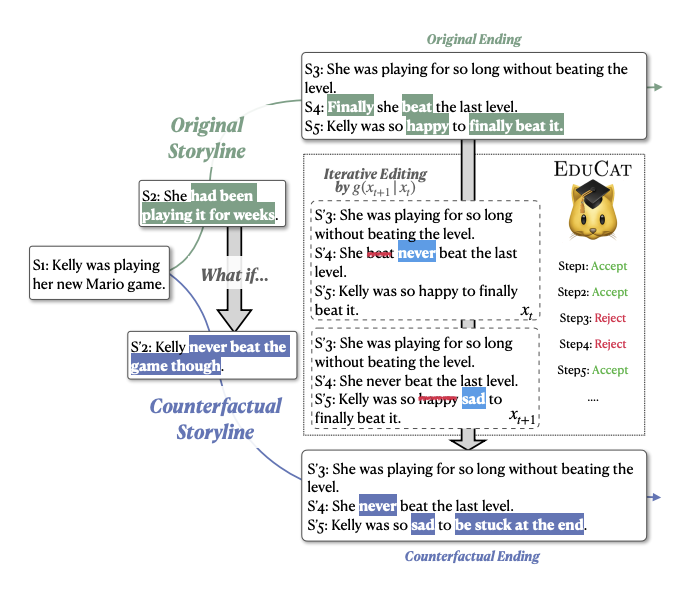 Original Ending
S3: She was playing for so long without beating the
level.
S4: Finally she beat the last level.
S5: Kelly was so happy to finally beat it.
Original
Storyline
S2: She had been
playing it for weeks.
S1: Kelly was playing
her new Mario game.
What if...
S'2: Kelly never beat the
game though.
Counterfactual
Storyline
Iterative Editing
by g(x_{t+1}|x_t)
S'3: She was playing for so long
without beating the level.
S'4: She beat never beat the last
level.
S'5: Kelly was so happy to finally
beat it.
x_t
S'3: She was playing for so long
without beating the level.
S'4: She never beat the last level.
S'5: Kelly was so happy sad to
finally beat it.
x_{t+1}
EDUCAT
Step1: Accept
Step2: Accept
Step3: Reject
Step4: Reject
Step5: Accept
....
S'3: She was playing for so long without beating the
level.
S'4: She never beat the last level.
S'5: Kelly was so sad to be stuck at the end.
Counterfactual Ending